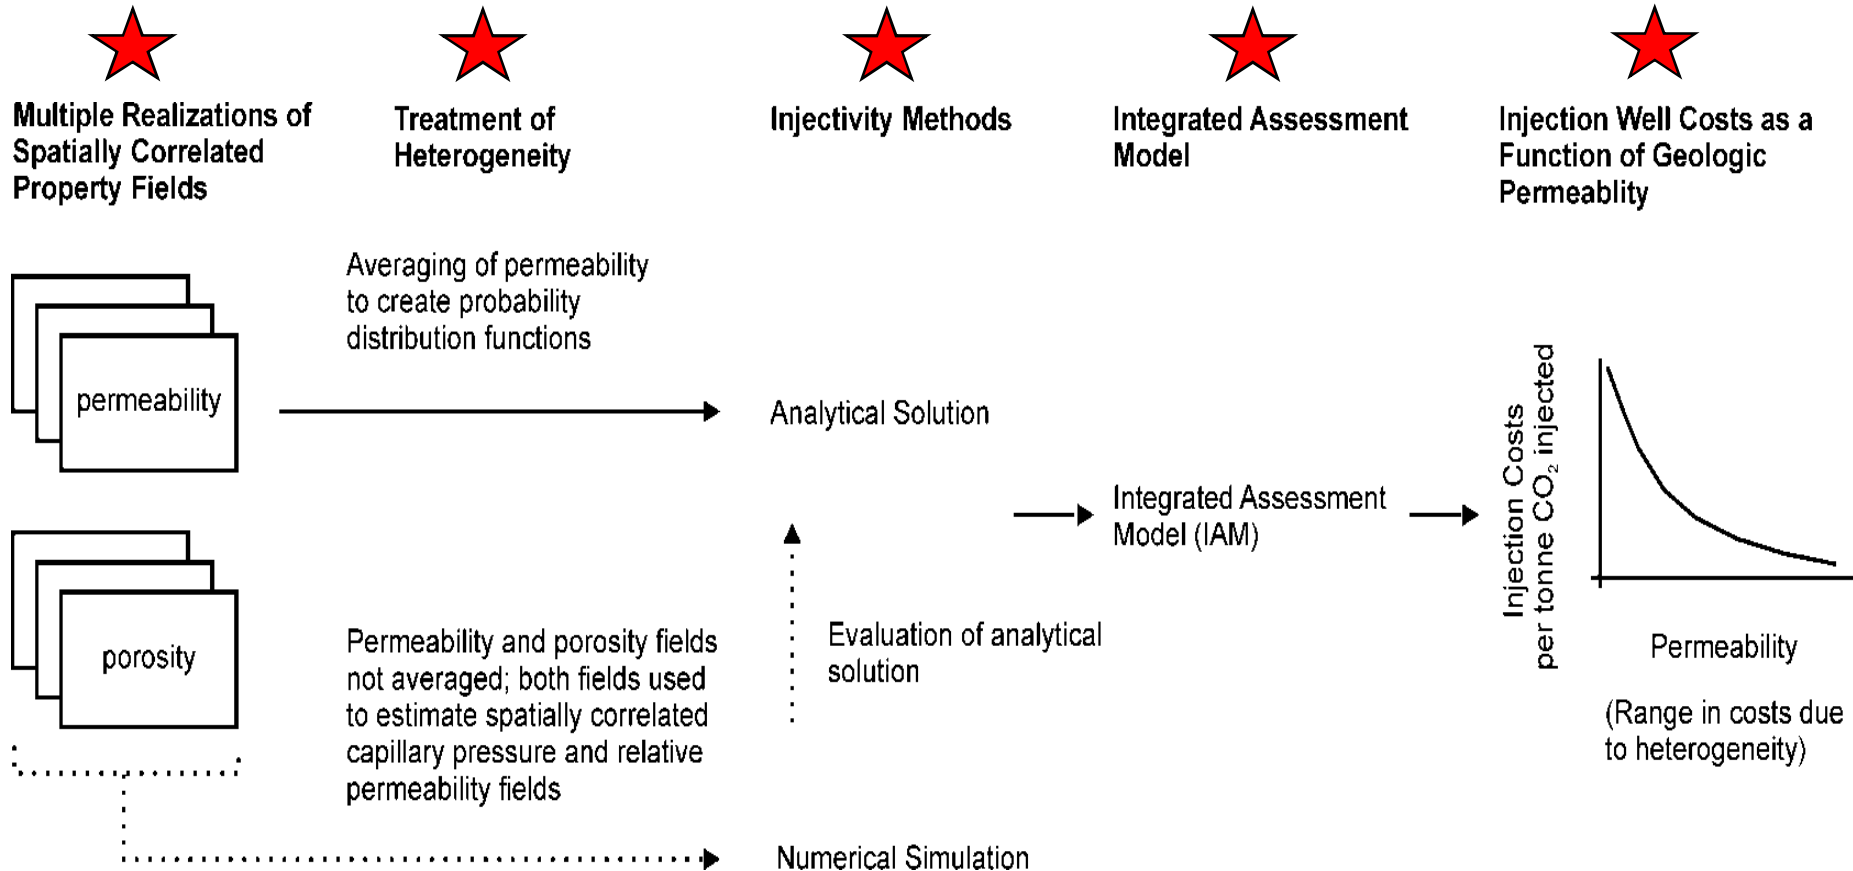 Multiple Realizations of
Spatially Correlated
Property Fields
Treatment of
Heterogeneity
Injectivity Methods
Integrated Assessment
Model
Injection Well Costs as a
Function of Geologic
Permeablity
permeability
Averaging of permeability
to create probability
distribution functions
Analytical Solution
porosity
Permeability and porosity fields
not averaged; both fields used
to estimate spatially correlated
capillary pressure and relative
permeability fields
Evaluation of analytical
solution
Numerical Simulation
Integrated Assessment
Model (IAM)
Injection Costs
per tonne CO₂ injected
Permeability
(Range in costs due
to heterogeneity)